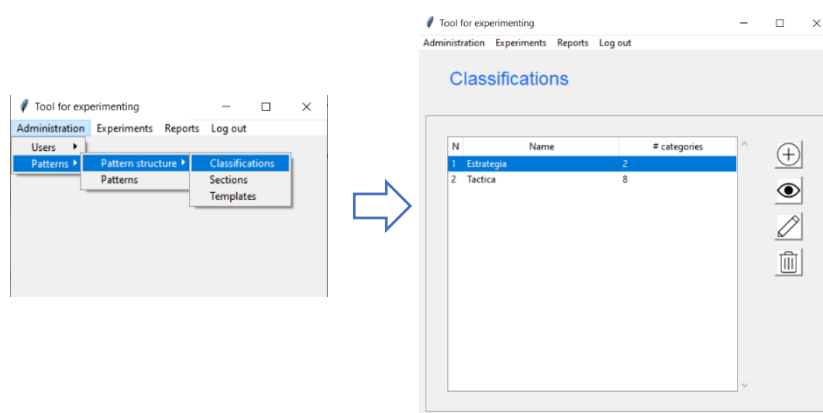 Tool for experimenting
Administration Experiments Reports Log out
Users
Patterns Pattern structure Classifications
Patterns Sections
Templates
Tool for experimenting
Administration Experiments Reports Log out
Classifications
N Name # categories
1 Estrategia 2
2 Tactica 8